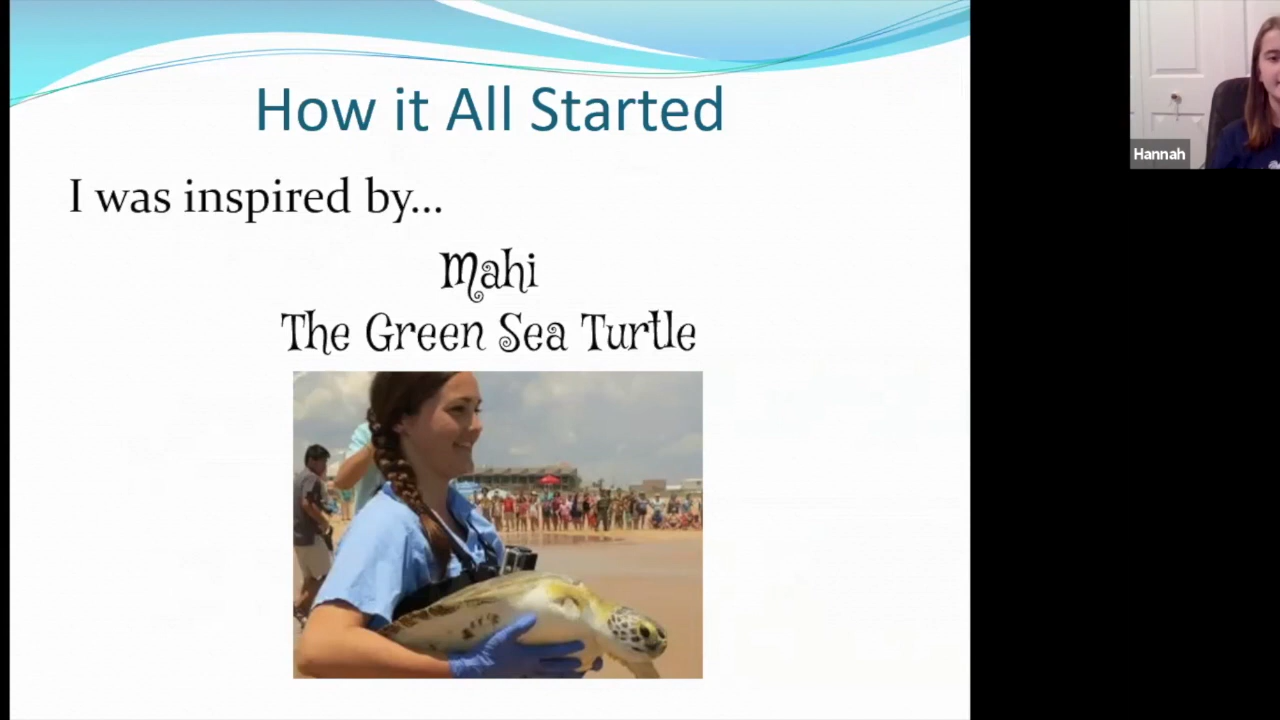 How it All Started
I was inspired by...
Mahi
The Green Sea Turtle
Hannah